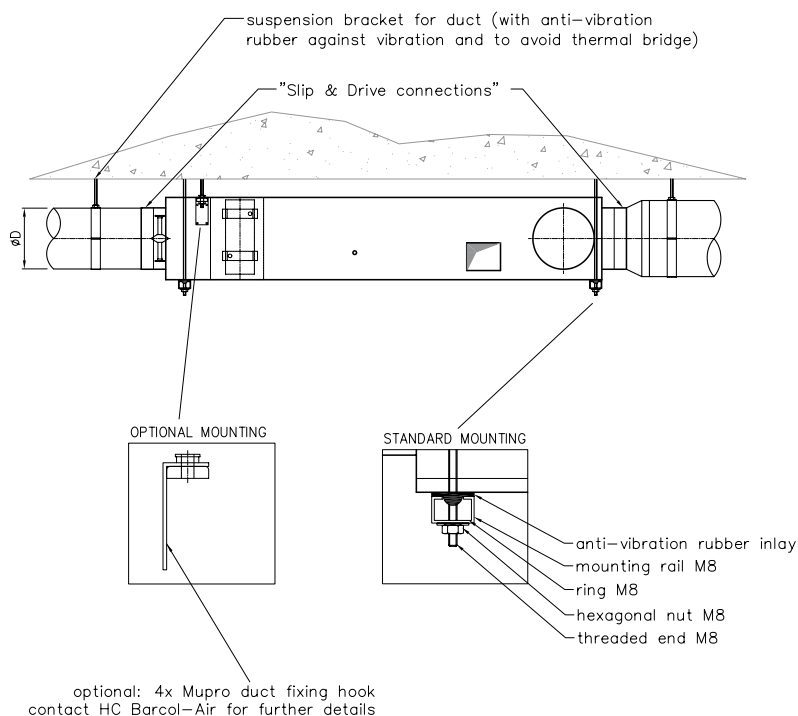 suspension bracket for duct (with anti-vibration
rubber against vibration and to avoid thermal bridge)
"Slip & Drive connections"
øD
OPTIONAL MOUNTING
STANDARD MOUNTING
anti-vibration rubber inlay
mounting rail M8
ring M8
hexagonal nut M8
threaded end M8
optional: 4x Mupro duct fixing hook
contact HC Barcol-Air for further details